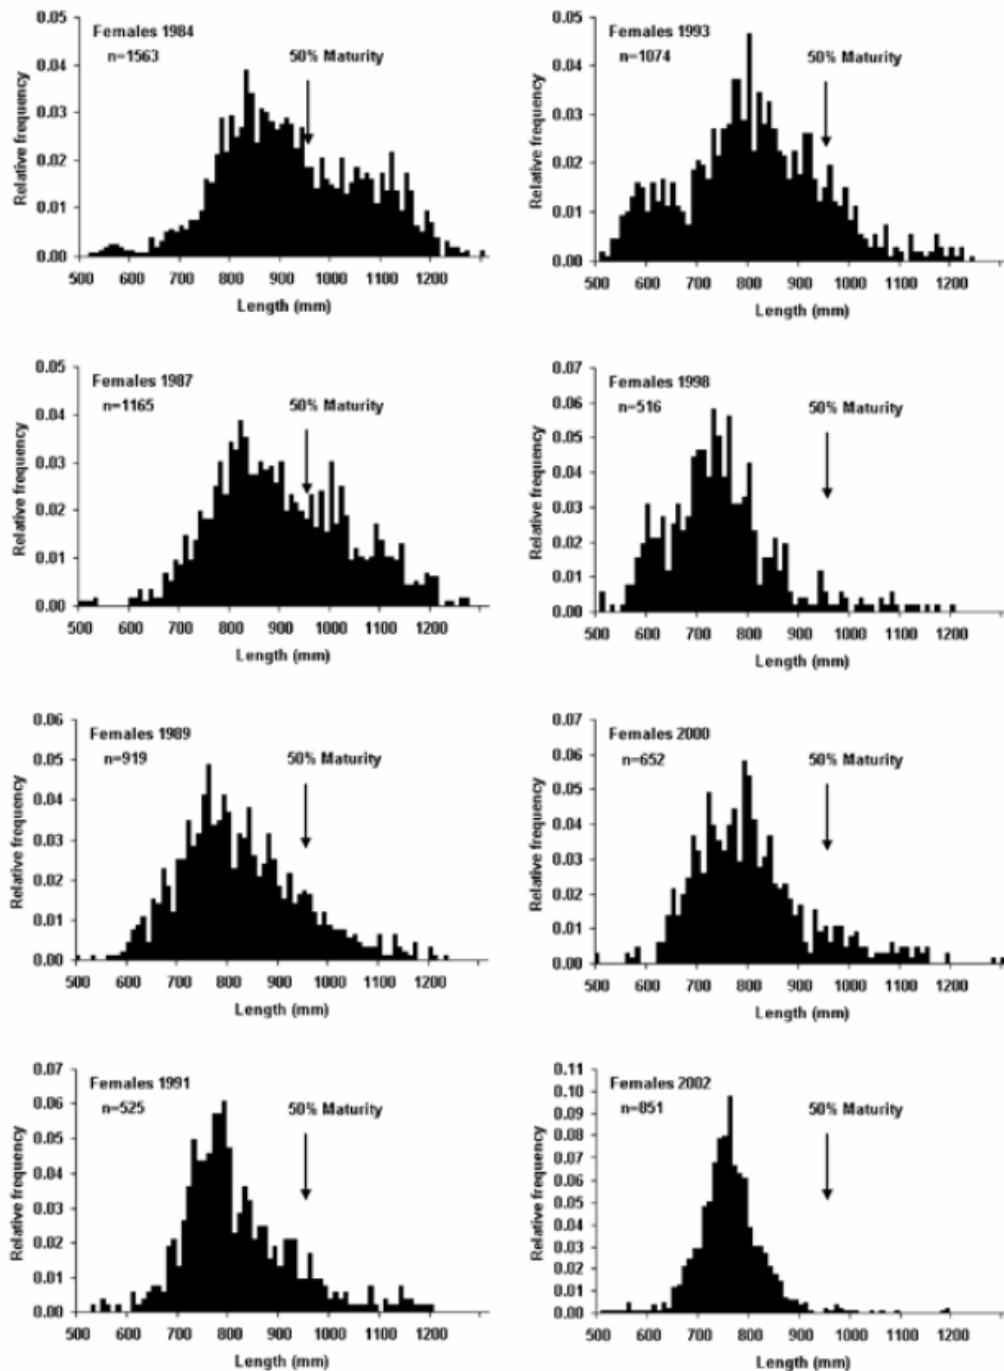 0.05
0.04
0.03
0.02
0.01
0.00
Relative frequency
Females 1984
n=1563
50% Maturity
500 600 700 800 900 1000 1100 1200
Length (mm)
0.05
0.04
0.03
0.02
0.01
0.00
Relative frequency
Females 1993
n=1074
50% Maturity
500 600 700 800 900 1000 1100 1200
Length (mm)
0.05
0.04
0.03
0.02
0.01
0.00
Relative frequency
Females 1987
n=1165
50% Maturity
500 600 700 800 900 1000 1100 1200
Length (mm)
0.07
0.06
0.05
0.04
0.03
0.02
0.01
0.00
Relative frequency
Females 1998
n=516
50% Maturity
500 600 700 800 900 1000 1100 1200
Length (mm)
0.06
0.05
0.04
0.03
0.02
0.01
0.00
Relative frequency
Females 1989
n=919
50% Maturity
500 600 700 800 900 1000 1100 1200
Length (mm)
0.07
0.06
0.05
0.04
0.03
0.02
0.01
0.00
Relative frequency
Females 2000
n=652
50% Maturity
500 600 700 800 900 1000 1100 1200
Length (mm)
0.07
0.06
0.05
0.04
0.03
0.02
0.01
0.00
Relative frequency
Females 1991
n=525
50% Maturity
500 600 700 800 900 1000 1100 1200
Length (mm)
0.11
0.10
0.09
0.08
0.07
0.06
0.05
0.04
0.03
0.02
0.01
0.00
Relative frequency
Females 2002
n=851
50% Maturity
500 600 700 800 900 1000 1100 1200
Length (mm)